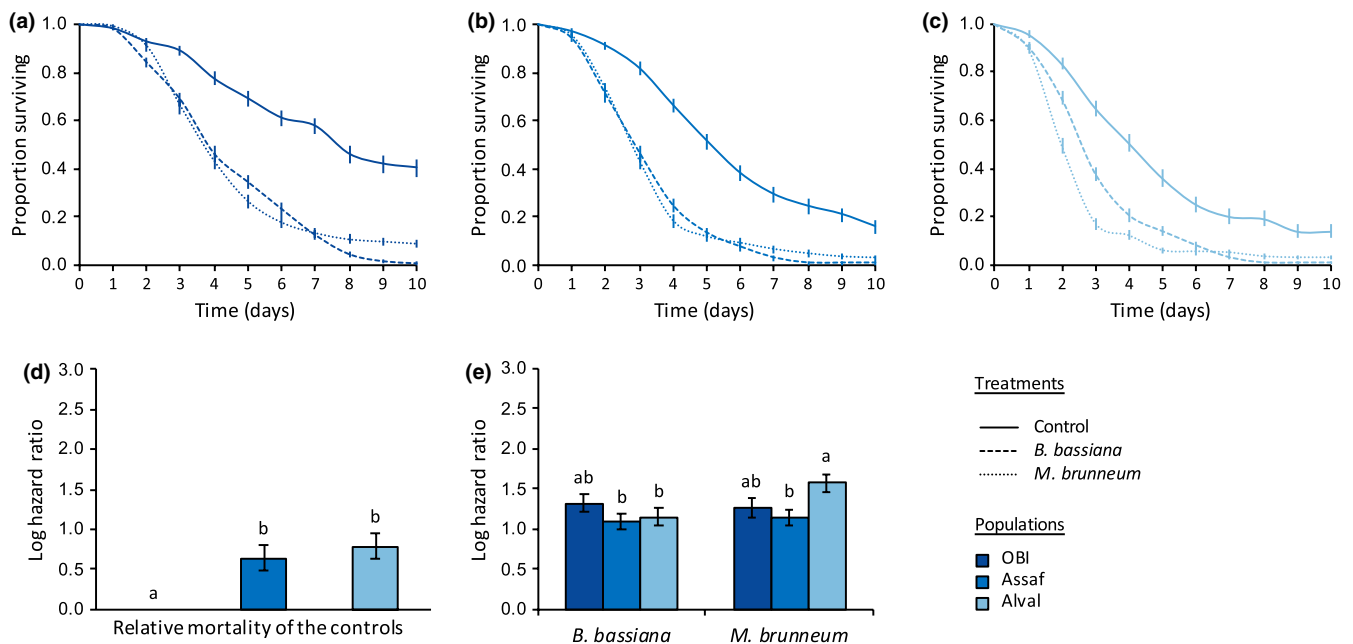 (a)
Proportion surviving
1.0
0.8
0.6
0.4
0.2
0.0
0 1 2 3 4 5 6 7 8 9 10
Time (days)
(b)
Proportion surviving
1.0
0.8
0.6
0.4
0.2
0.0
0 1 2 3 4 5 6 7 8 9 10
Time (days)
(c)
Proportion surviving
1.0
0.8
0.6
0.4
0.2
0.0
0 1 2 3 4 5 6 7 8 9 10
Time (days)
(d)
Log hazard ratio
3.0
2.5
2.0
1.5
1.0
0.5
0.0
a b b
Relative mortality of the controls
(e)
Log hazard ratio
3.0
2.5
2.0
1.5
1.0
0.5
0.0
ab b b ab b a
B. bassiana M. brunneum
Treatments
Control
B. bassiana
M. brunneum
Populations
OBI
Assaf
Alval